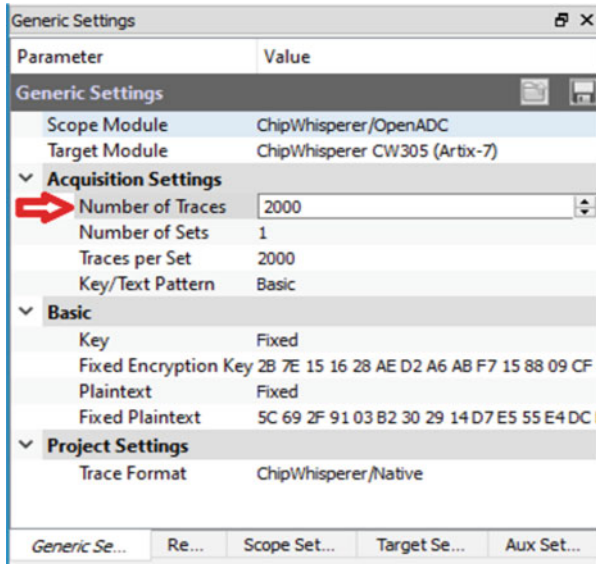 Generic Settings
Parameter Value
Generic Settings
Scope Module ChipWhisperer/OpenADC
Target Module ChipWhisperer CW305 (Artix-7)
Acquisition Settings
Number of Traces 2000
Number of Sets 1
Traces per Set 2000
Key/Text Pattern Basic
Basic
Key Fixed
Fixed Encryption Key 2B 7E 15 16 28 AE D2 A6 AB F7 15 88 09 CF
Plaintext Fixed
Fixed Plaintext 5C 69 2F 91 03 B2 30 29 14 D7 E5 55 E4 DC
Project Settings
Trace Format ChipWhisperer/Native
Generic Se... Re... Scope Set... Target Se... Aux Set...